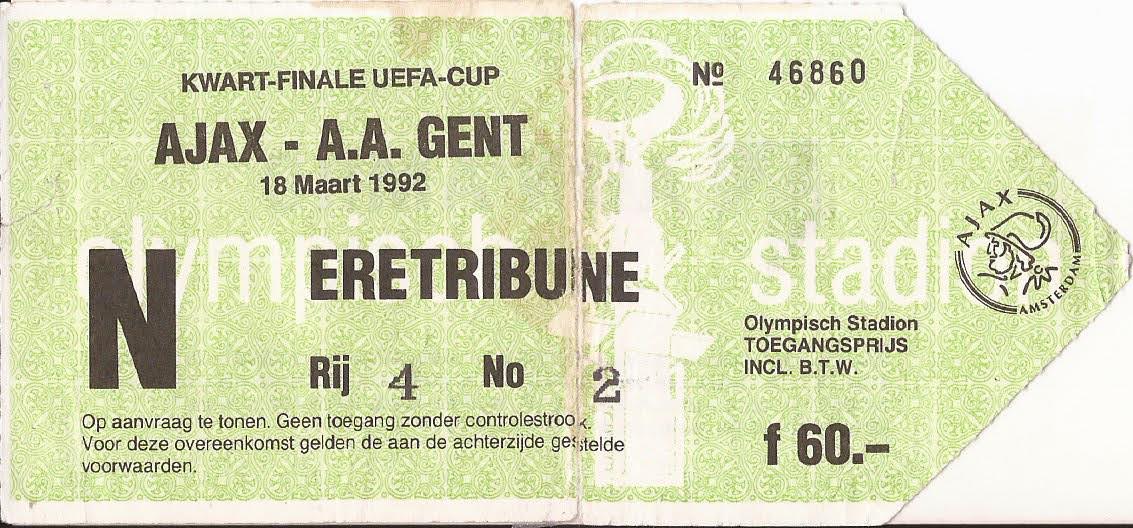 KWART-FINALE UEFA-CUP
AJAX - A.A. GENT
18 Maart 1992
Nº 46860
olympisch stadion
N ERETRIBUNE
Rij 4 No 2
Op aanvraag te tonen. Geen toegang zonder controlestrook.
Voor deze overeenkomst gelden de aan de achterzijde gestelde
voorwaarden.
AJAX
AMSTERDAM
Olympisch Stadion
TOEGANGSPRIJS
INCL. B.T.W.
f 60.-